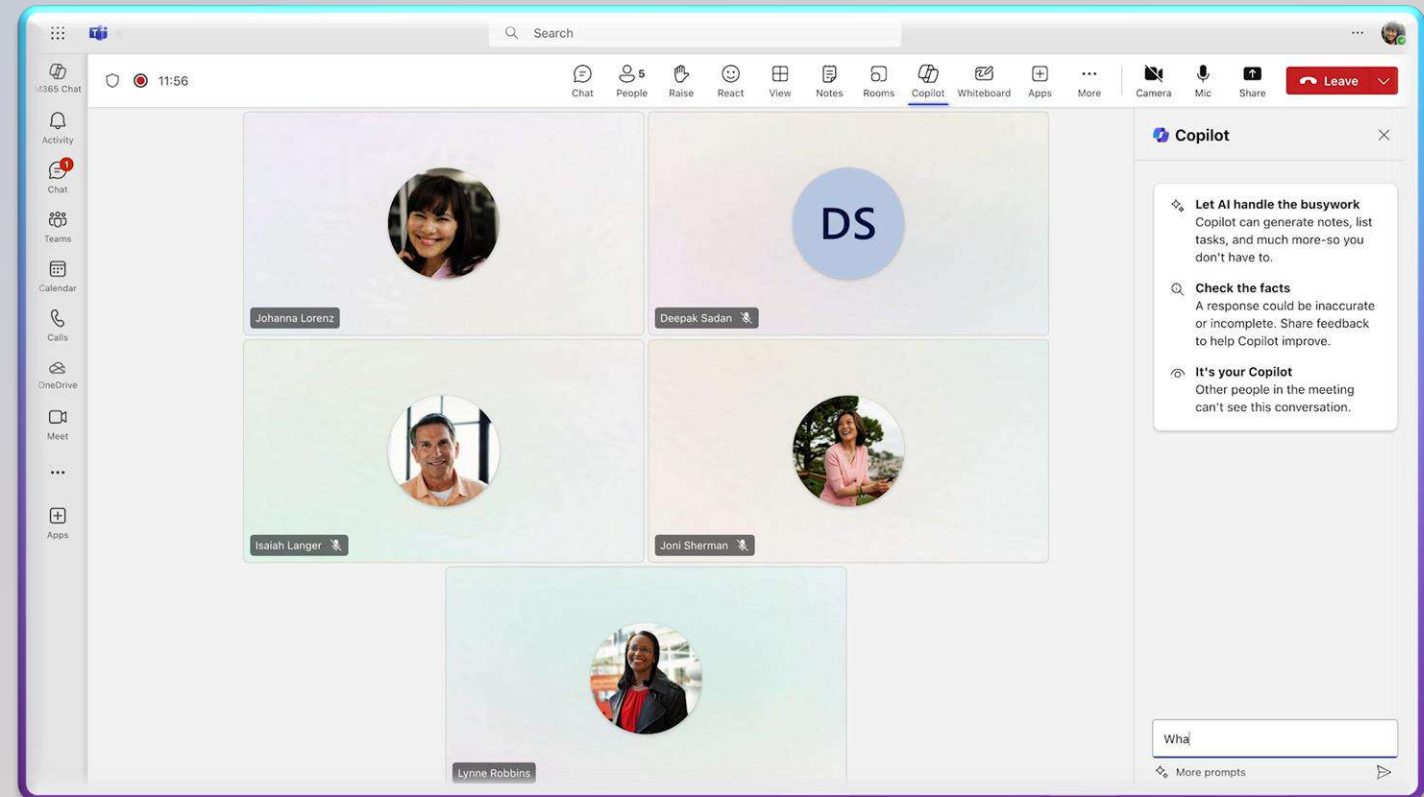 Search
M365 Chat
Activity
1
Chat
Teams
Calendar
Calls
OneDrive
Meet
Apps
11:56
Chat
5
People
Raise
React
View
Notes
Rooms
Copilot
Whiteboard
Apps
More
Camera
Mic
Share
Leave
Johanna Lorenz
DS
Deepak Sadan
Isaiah Langer
Joni Sherman
Lynne Robbins
Copilot
Let AI handle the busywork
Copilot can generate notes, list
tasks, and much more-so you
don't have to.
Check the facts
A response could be inaccurate
or incomplete. Share feedback
to help Copilot improve.
It's your Copilot
Other people in the meeting
can't see this conversation.
Wha
More prompts